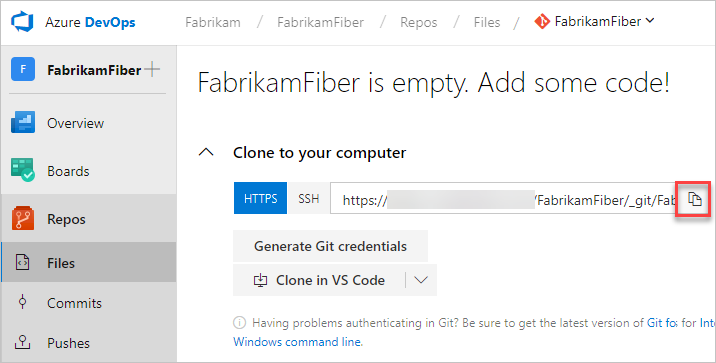 Azure DevOps
Fabrikam / FabrikamFiber / Repos / Files / FabrikamFiber
F FabrikamFiber
FabrikamFiber is empty. Add some code!
Overview
Boards
Repos
Files
Commits
Pushes
Clone to your computer
HTTPS SSH https:// /FabrikamFiber/_git/Fab
Generate Git credentials
Clone in VS Code
Having problems authenticating in Git? Be sure to get the latest version of Git for for Int
Windows command line.